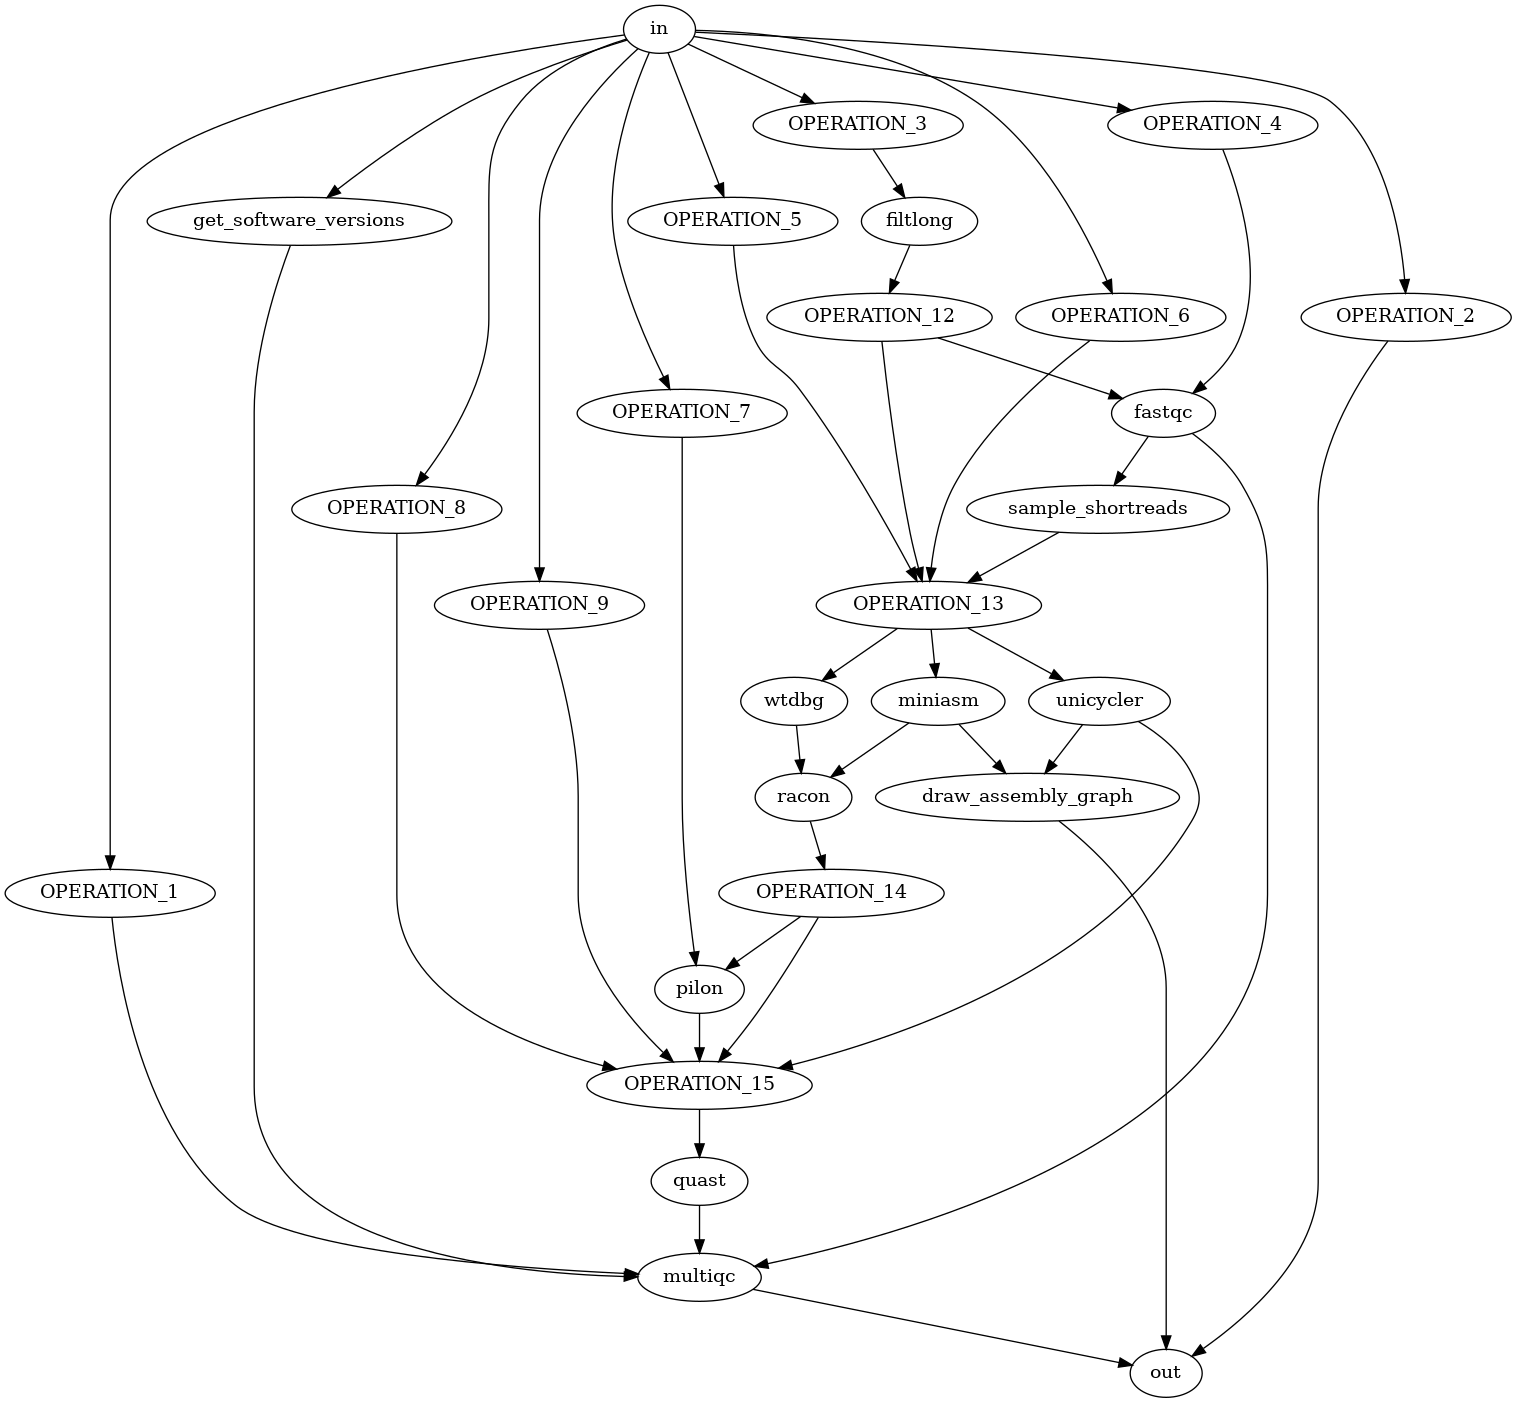 in
OPERATION_3
OPERATION_4
get_software_versions
OPERATION_5
filtlong
OPERATION_12
OPERATION_6
OPERATION_2
OPERATION_7
fastqc
OPERATION_8
sample_shortreads
OPERATION_9
OPERATION_13
wtdbg
miniasm
unicycler
racon
draw_assembly_graph
OPERATION_1
OPERATION_14
pilon
OPERATION_15
quast
multiqc
out